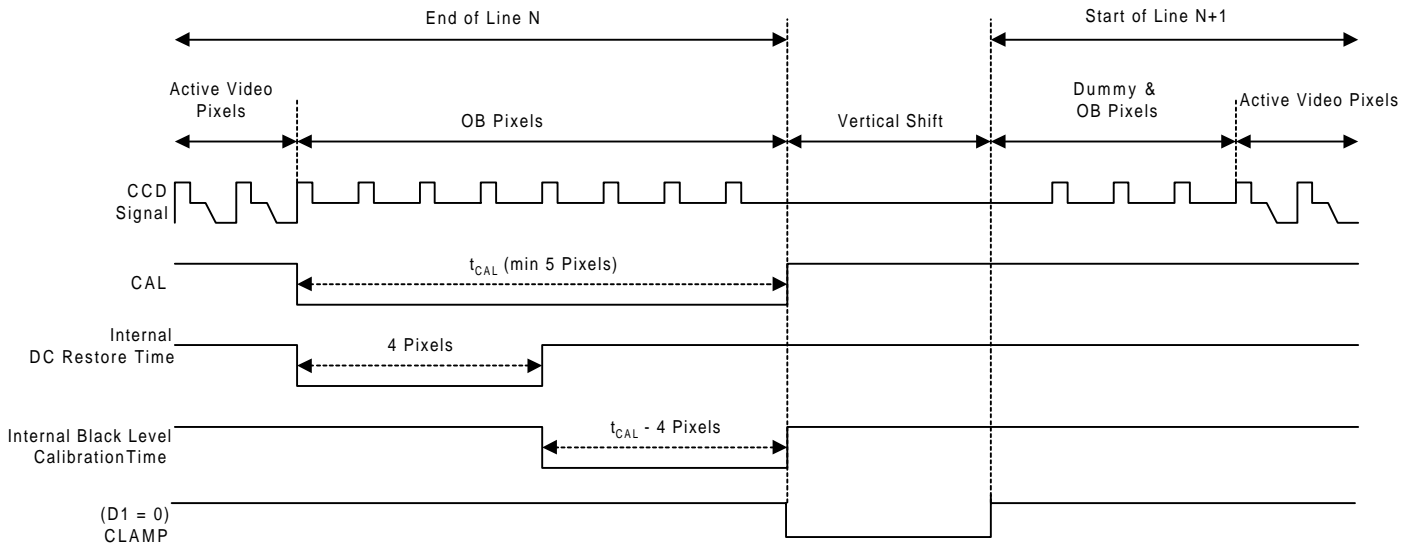 End of Line N
Start of Line N+1
Active Video
Pixels
OB Pixels
Vertical Shift
Dummy &
OB Pixels
Active Video Pixels
CCD
Signal
CAL
tCAL (min 5 Pixels)
Internal
DC Restore Time
4 Pixels
Internal Black Level
Calibration Time
tCAL - 4 Pixels
(D1 = 0)
CLAMP